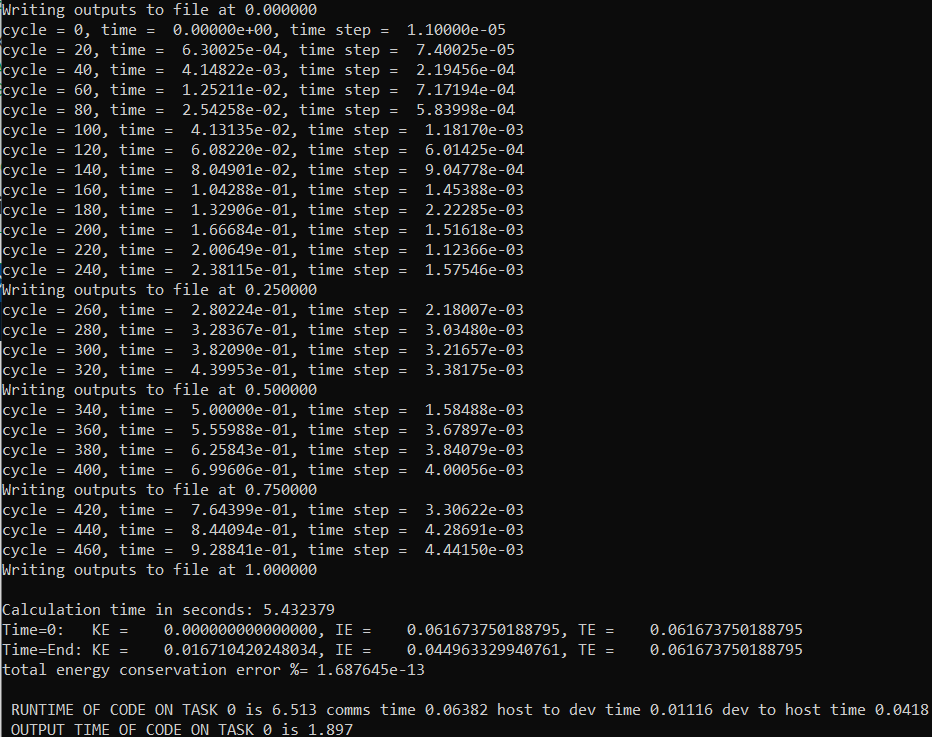 Writing outputs to file at 0.000000
cycle = 0, time =  0.00000e+00, time step =  1.10000e-05
cycle = 20, time =  6.30025e-04, time step =  7.40025e-05
cycle = 40, time =  4.14822e-03, time step =  2.19456e-04
cycle = 60, time =  1.25211e-02, time step =  7.17194e-04
cycle = 80, time =  2.54258e-02, time step =  5.83998e-04
cycle = 100, time =  4.13135e-02, time step =  1.18170e-03
cycle = 120, time =  6.08220e-02, time step =  6.01425e-04
cycle = 140, time =  8.04901e-02, time step =  9.04778e-04
cycle = 160, time =  1.04288e-01, time step =  1.45388e-03
cycle = 180, time =  1.32906e-01, time step =  2.22285e-03
cycle = 200, time =  1.66684e-01, time step =  1.51618e-03
cycle = 220, time =  2.00649e-01, time step =  1.12366e-03
cycle = 240, time =  2.38115e-01, time step =  1.57546e-03
Writing outputs to file at 0.250000
cycle = 260, time =  2.80224e-01, time step =  2.18007e-03
cycle = 280, time =  3.28367e-01, time step =  3.03480e-03
cycle = 300, time =  3.82090e-01, time step =  3.21657e-03
cycle = 320, time =  4.39953e-01, time step =  3.38175e-03
Writing outputs to file at 0.500000
cycle = 340, time =  5.00000e-01, time step =  1.58488e-03
cycle = 360, time =  5.55988e-01, time step =  3.67897e-03
cycle = 380, time =  6.25843e-01, time step =  3.84079e-03
cycle = 400, time =  6.99606e-01, time step =  4.00056e-03
Writing outputs to file at 0.750000
cycle = 420, time =  7.64399e-01, time step =  3.30622e-03
cycle = 440, time =  8.44094e-01, time step =  4.28691e-03
cycle = 460, time =  9.28841e-01, time step =  4.44150e-03
Writing outputs to file at 1.000000
Calculation time in seconds: 5.432379
Time=0:   KE =    0.000000000000000, IE =    0.061673750188795, TE =    0.061673750188795
Time=End: KE =    0.016710420248034, IE =    0.044963329940761, TE =    0.061673750188795
total energy conservation error %= 1.687645e-13
RUNTIME OF CODE ON TASK 0 is 6.513 comms time 0.06382 host to dev time 0.01116 dev to host time 0.0418
OUTPUT TIME OF CODE ON TASK 0 is 1.897